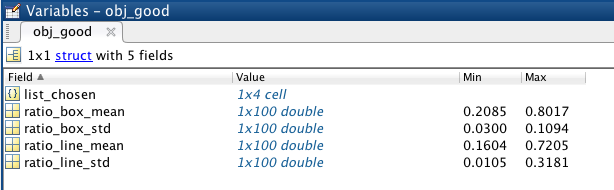 Variables - obj_good
obj_good
1x1 struct with 5 fields
Field Value Min Max
list_chosen 1x4 cell
ratio_box_mean 1x100 double 0.2085 0.8017
ratio_box_std 1x100 double 0.0300 0.1094
ratio_line_mean 1x100 double 0.1604 0.7205
ratio_line_std 1x100 double 0.0105 0.3181